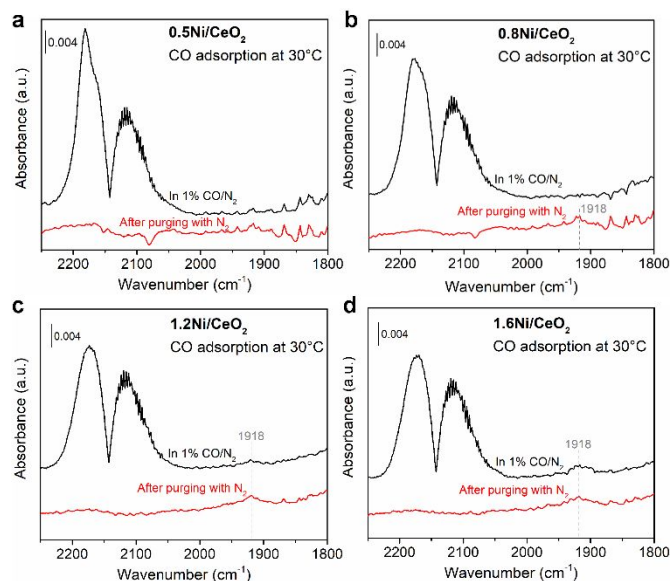 a
0.004
0.5Ni/CeO₂
CO adsorption at 30°C
In 1% CO/N₂
After purging with N₂
Absorbance (a.u.)
2200 2100 2000 1900 1800
Wavenumber (cm⁻¹)
b
0.004
0.8Ni/CeO₂
CO adsorption at 30°C
In 1% CO/N₂
After purging with N₂
1918
Absorbance (a.u.)
2200 2100 2000 1900 1800
Wavenumber (cm⁻¹)
c
0.004
1.2Ni/CeO₂
CO adsorption at 30°C
1918
In 1% CO/N₂
After purging with N₂
Absorbance (a.u.)
2200 2100 2000 1900 1800
Wavenumber (cm⁻¹)
d
0.004
1.6Ni/CeO₂
CO adsorption at 30°C
1918
In 1% CO/N₂
After purging with N₂
Absorbance (a.u.)
2200 2100 2000 1900 1800
Wavenumber (cm⁻¹)